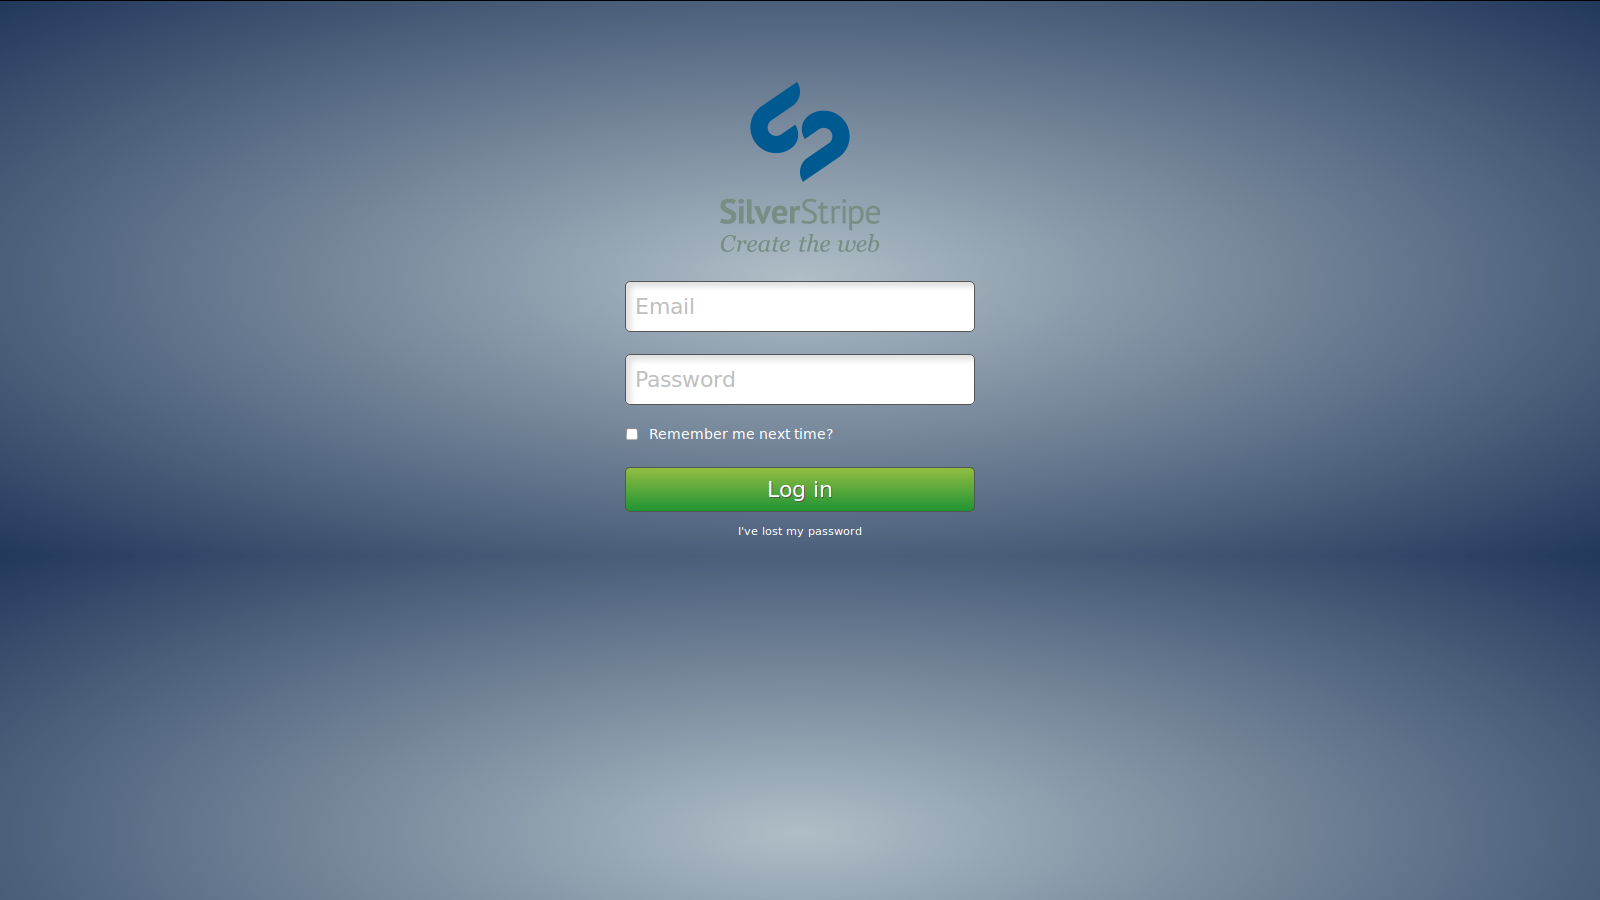 SilverStripe
Create the web
Email
Password
Remember me next time?
Log in
I've lost my password